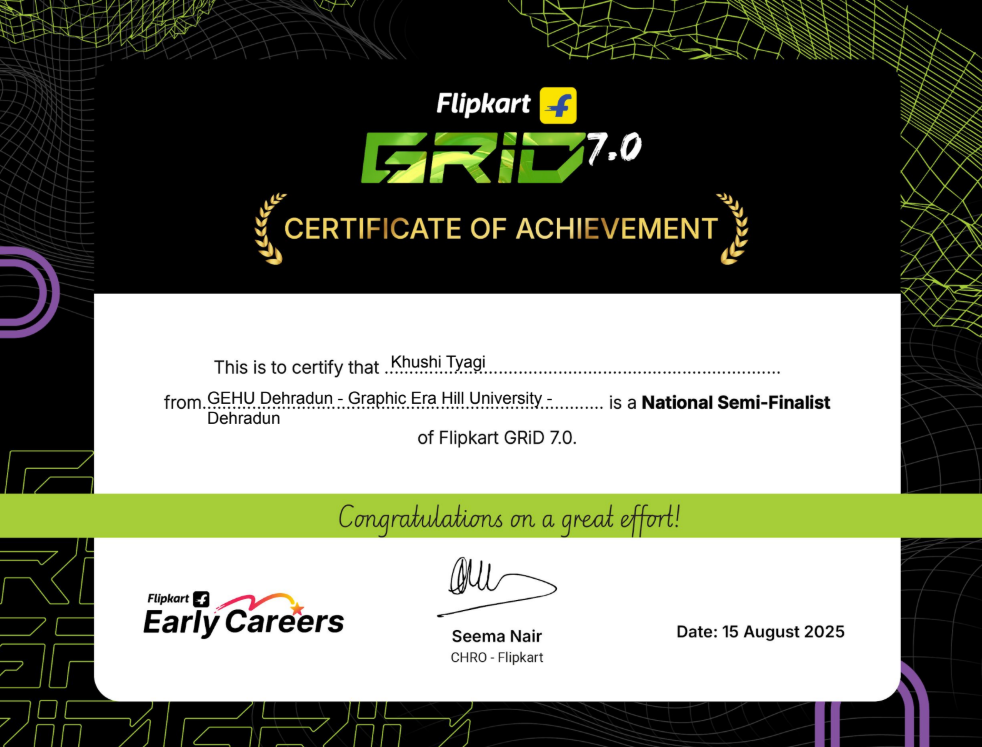 Flipkart
GRiD 7.0
CERTIFICATE OF ACHIEVEMENT
This is to certify that Khushi Tyagi
from GEHU Dehradun - Graphic Era Hill University - is a National Semi-Finalist
Dehradun
of Flipkart GRiD 7.0.
Congratulations on a great effort!
Flipkart
Early Careers
Seema Nair
CHRO - Flipkart
Date: 15 August 2025